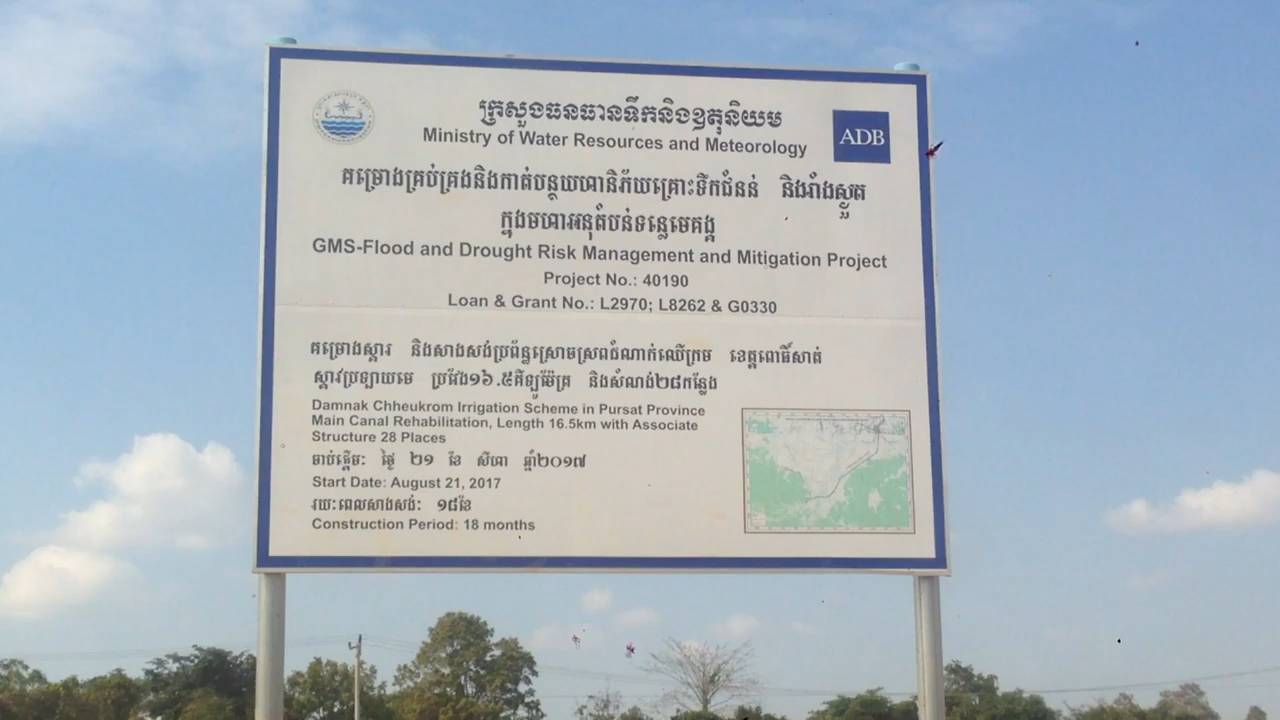 ក្រសួងធនធានទឹកនិងឧតុនិយម
Ministry of Water Resources and Meteorology
ADB
គម្រោងគ្រប់គ្រងនិងកាត់បន្ថយហានិភ័យគ្រោះទឹកជំនន់ និងរាំងស្ងួត
ក្នុងមហាអនុតំបន់ទន្លេមេគង្គ
GMS-Flood and Drought Risk Management and Mitigation Project
Project No.: 40190
Loan & Grant No.: L2970; L8262 & G0330
គម្រោងស្តារ និងសាងសង់ប្រព័ន្ធស្រោចស្រពដំណាក់ឈើក្រម ខេត្តពោធិ៍សាត់
ស្តារប្រឡាយមេ ប្រវែង១៦.៥គីឡូម៉ែត្រ និងសំណង់២៨កន្លែង
Damnak Chheukrom Irrigation Scheme in Pursat Province
Main Canal Rehabilitation, Length 16.5km with Associate
Structure 28 Places
ចាប់ផ្តើមៈ ថ្ងៃ ២១ ខែ សីហា ឆ្នាំ២០១៧
Start Date: August 21, 2017
រយៈពេលសាងសង់ៈ ១៨ខែ
Construction Period: 18 months